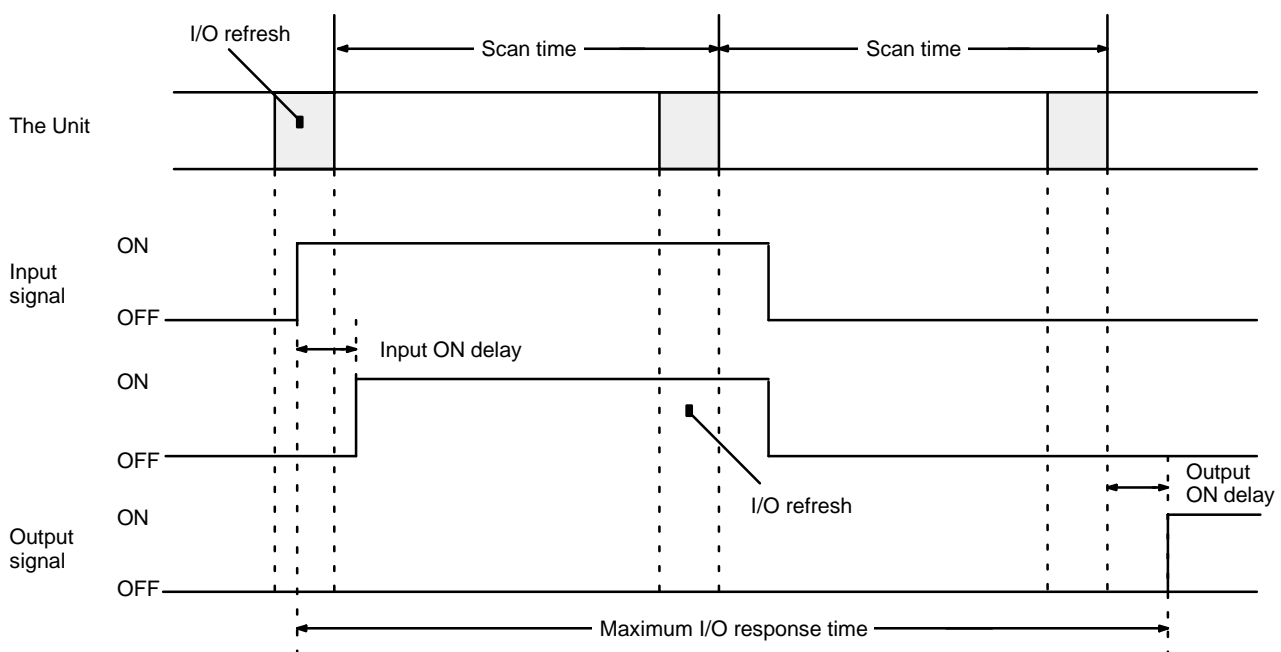 I/O refresh
Scan time
Scan time
The Unit
ON
Input
signal
OFF
Input ON delay
ON
OFF
I/O refresh
Output
ON delay
ON
Output
signal
OFF
Maximum I/O response time